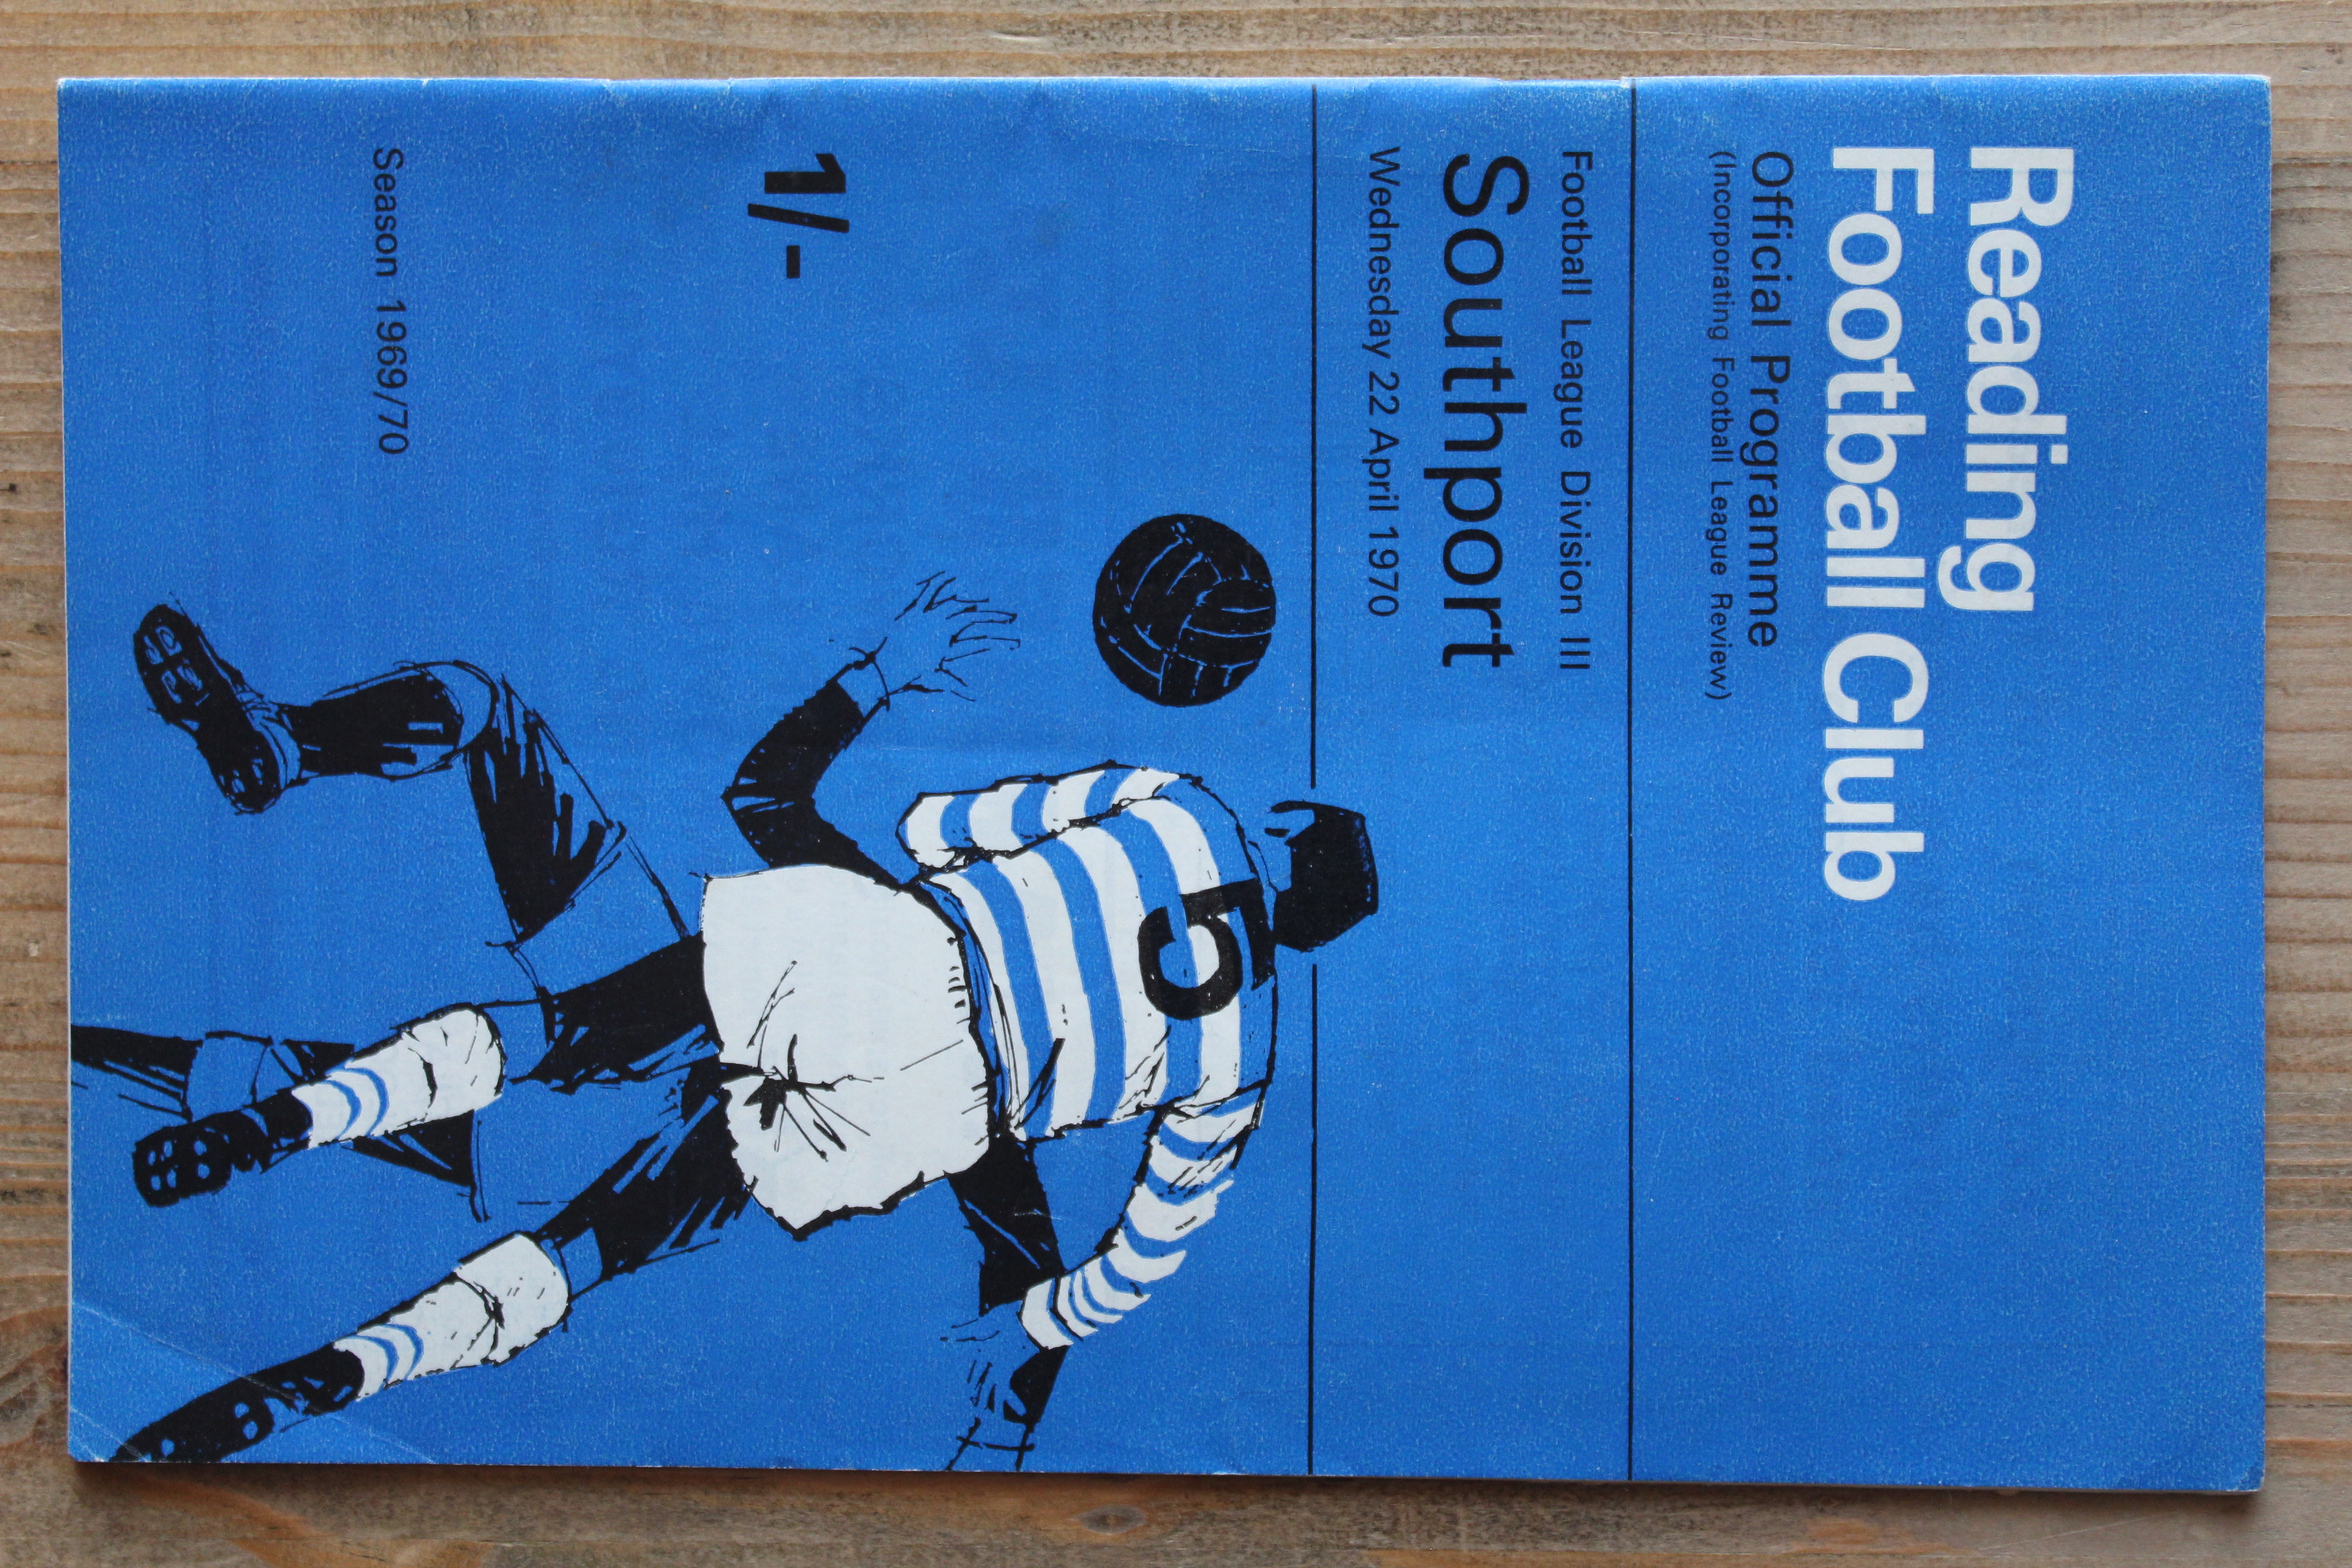 Reading
Football Club
Official Programme
(Incorporating Football League Review)
Football League Division III
Southport
Wednesday 22 April 1970
5
1/-
Season 1969/70